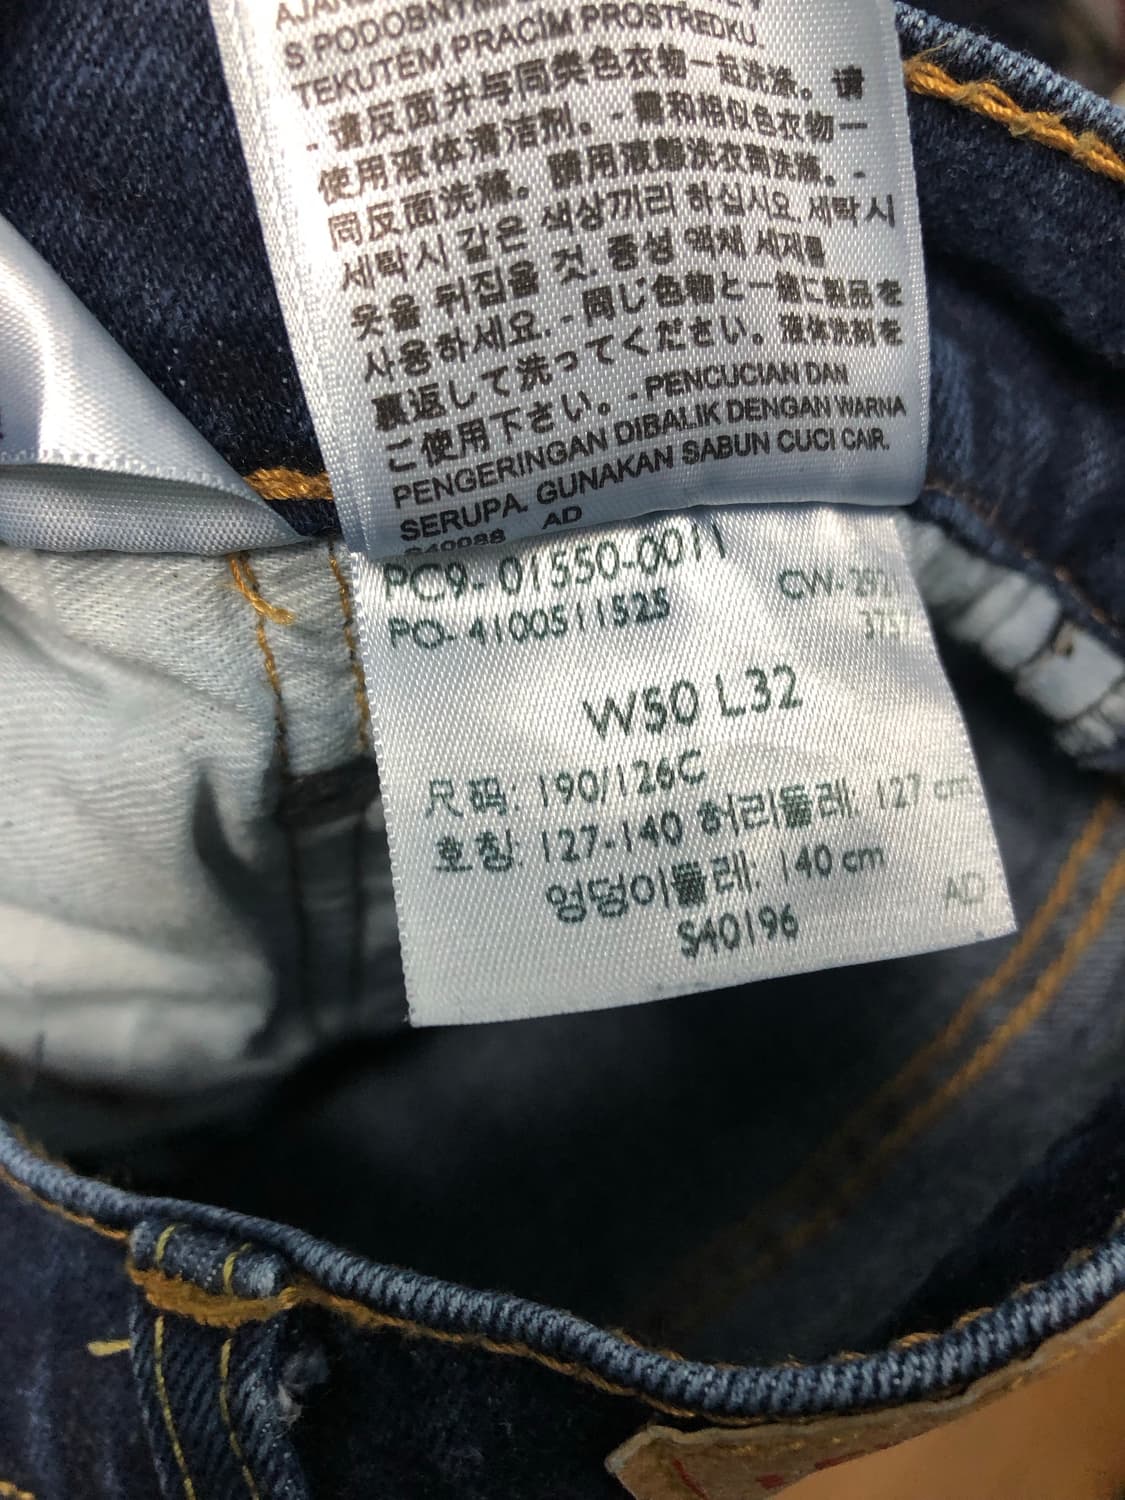 S PODOBNÝMI
TEKUTÉM PRACÍM PROSTŘEDKU.
- 请反面并与同类色衣物一起洗涤。请
使用液体清洁剂。- 需和相似色衣物一
同反面洗滌。請用液態洗衣劑洗滌。-
세탁시 같은 색상끼리 하십시오. 세탁시
옷을 뒤집을 것. 중성 액체 세제를
사용하세요. - 同じ色物と一緒に製品を
裏返して洗ってください。液体洗剤を
ご使用下さい。- PENCUCIAN DAN
PENGERINGAN DIBALIK DENGAN WARNA
SERUPA. GUNAKAN SABUN CUCI CAIR.
S40088 AD
PC9-01550-0011
PO-4100511525 CW-
W50 L32
尺码: 190/126C
호칭: 127-140 허리둘레: 127 cm
엉덩이둘레: 140 cm
S40196 AD